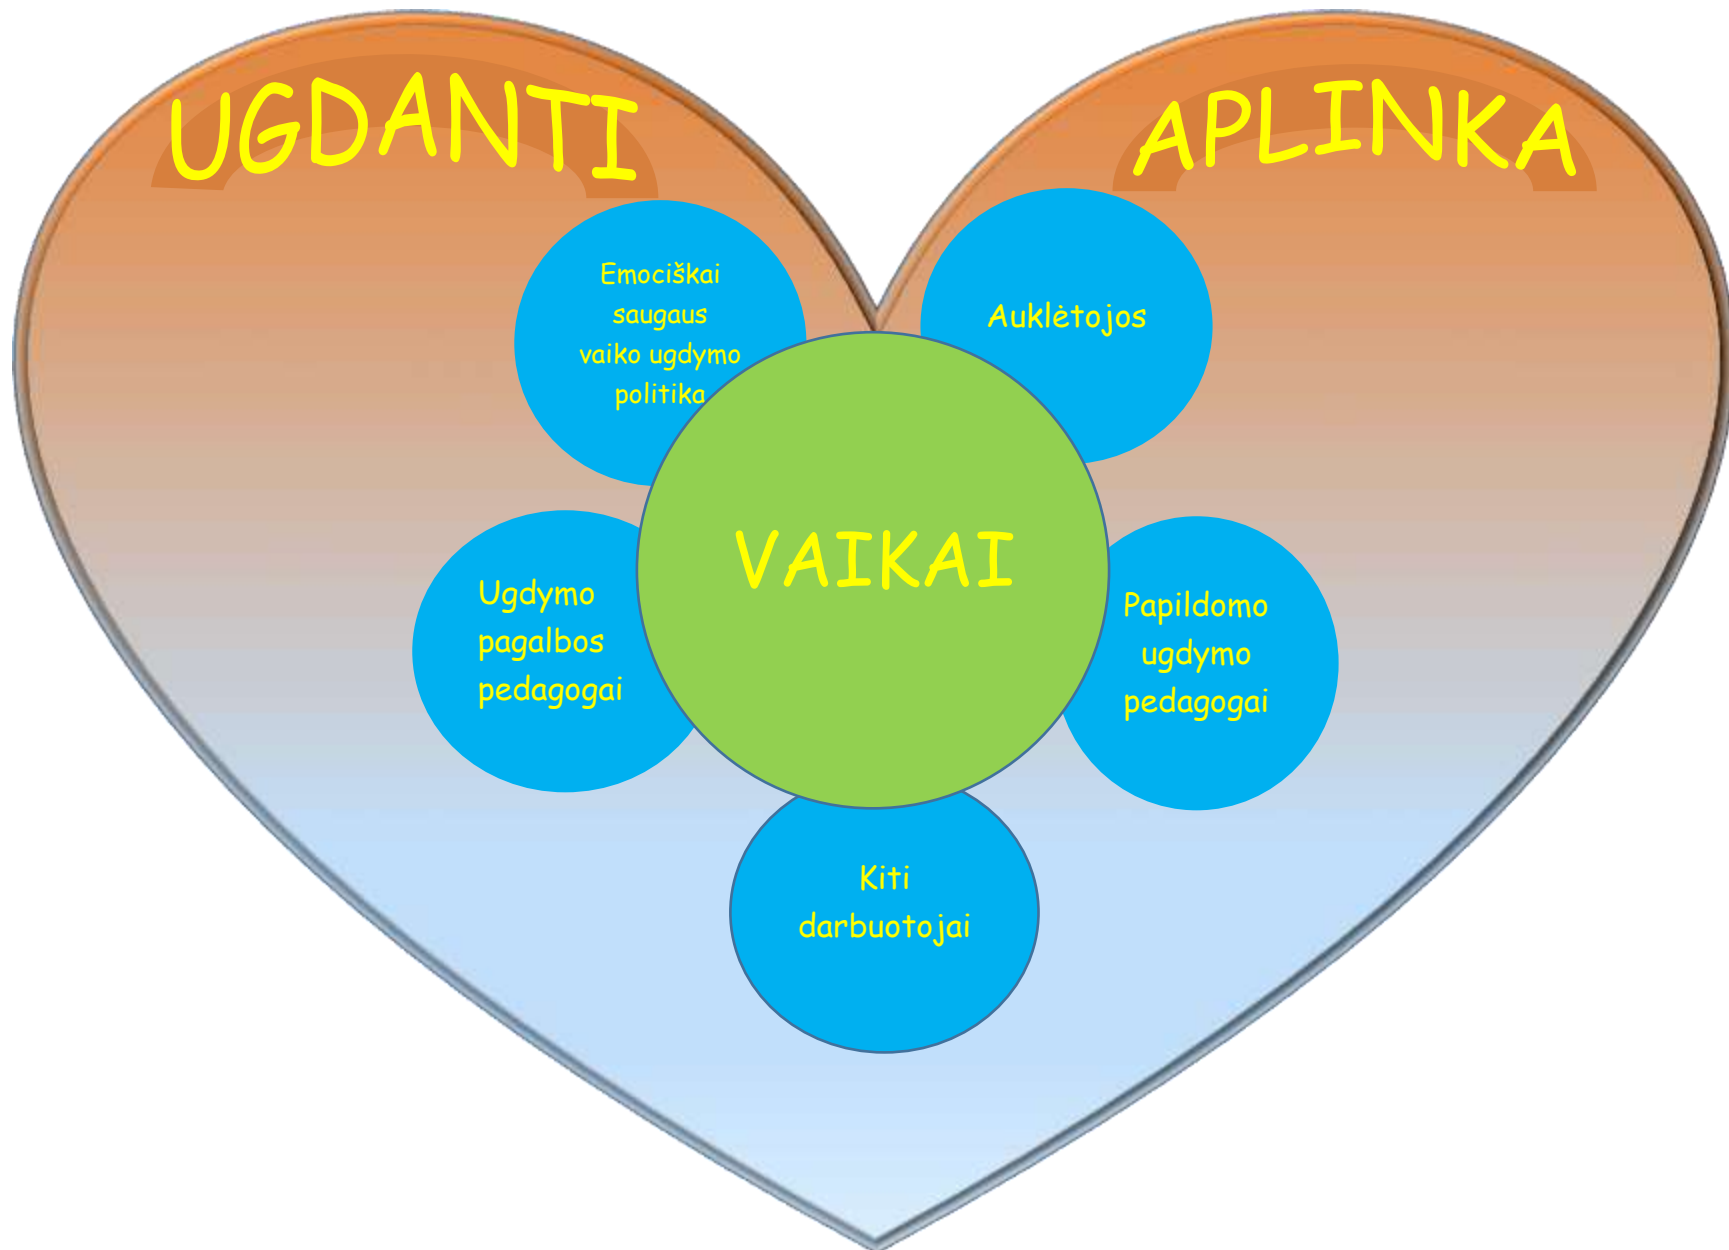 UGDANTI
APLINKA
Emociškai
saugaus
vaiko ugdymo
politika
Auklėtojos
VAIKAI
Ugdymo
pagalbos
pedagogai
Papildomo
ugdymo
pedagogai
Kiti
darbuotojai